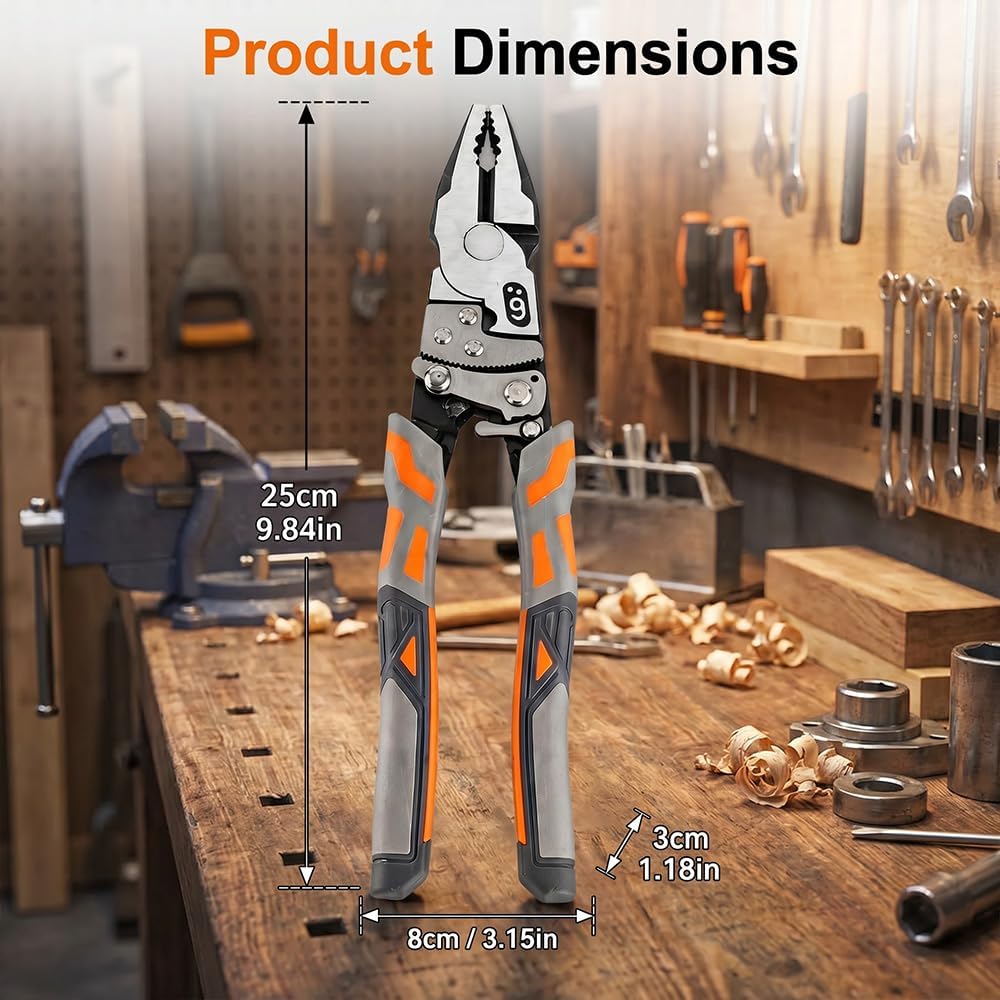 Product Dimensions
25cm
9.84in
3cm
1.18in
8cm / 3.15in